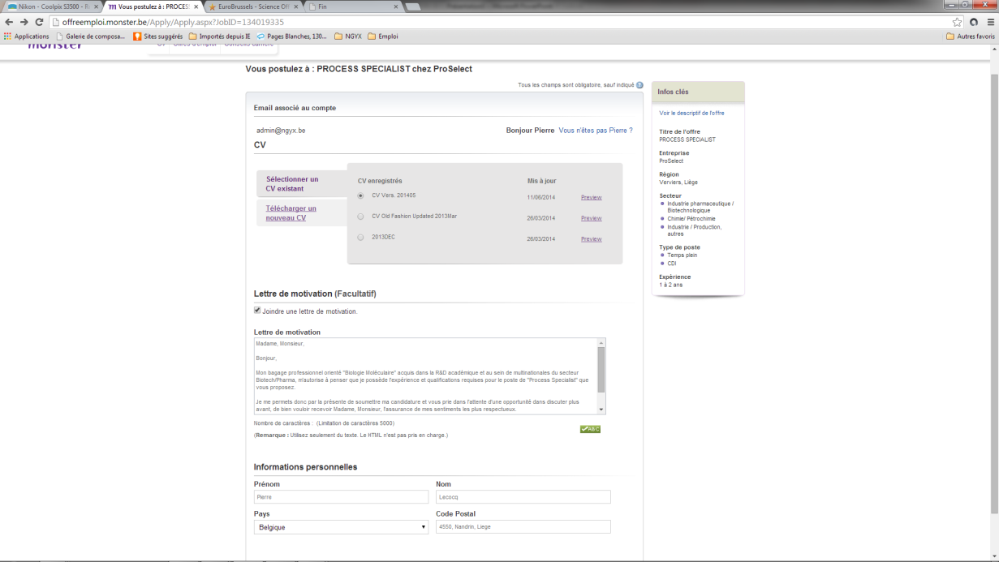 Nikon - Coolpix S3500 - R
Vous postulez à : PROCES
EuroBrussels - Science Of
Fin
offreemploi.monster.be/Apply/Apply.aspx?JobID=134019335
Applications
Galerie de composa...
Sites suggérés
Importés depuis IE
Pages Blanches, 130...
NGYX
Emploi
Autres favoris
monster
CV
Offres d'emploi
Conseils carrière
Vous postulez à : PROCESS SPECIALIST chez ProSelect
Tous les champs sont obligatoire, sauf indiqué
Email associé au compte
admin@ngyx.be
Bonjour Pierre Vous n'êtes pas Pierre ?
CV
Sélectionner un
CV existant
Télécharger un
nouveau CV
CV enregistrés Mis à jour
CV Vers. 201405 11/06/2014 Preview
CV Old Fashion Updated 2013Mar 26/03/2014 Preview
2013DEC 26/03/2014 Preview
Lettre de motivation (Facultatif)
Joindre une lettre de motivation.
Lettre de motivation
Madame, Monsieur,
Bonjour,
Mon bagage professionnel orienté "Biologie Moléculaire" acquis dans la R&D académique et au sein de multinationales du secteur
Biotech/Pharma, m'autorise à penser que je possède l'expérience et qualifications requises pour le poste de "Process Specialist" que
vous proposez.
Je me permets donc par la présente de soumettre ma candidature et vous prie dans l'attente d'une opportunité dans discuter plus
avant, de bien vouloir recevoir Madame, Monsieur, l'assurance de mes sentiments les plus respectueux.
Nombre de caractères : (Limitation de caractères 5000)
ABC
(Remarque : Utilisez seulement du texte. Le HTML n'est pas pris en charge.)
Informations personnelles
Prénom Nom
Pierre Lecocq
Pays Code Postal
Belgique 4550, Nandrin, Liege
Infos clés
Voir le descriptif de l'offre
Titre de l'offre
PROCESS SPECIALIST
Entreprise
ProSelect
Région
Verviers, Liège
Secteur
Industrie pharmaceutique /
Biotechnologique
Chimie/ Pétrochimie
Industrie / Production,
autres
Type de poste
Temps plein
CDI
Expérience
1 à 2 ans